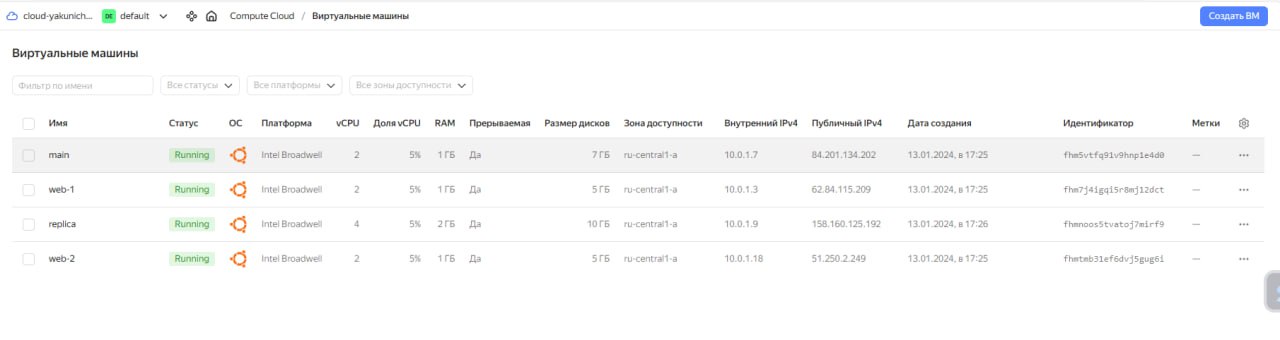 cloud-yakunich... DE default Compute Cloud / Виртуальные машины Создать ВМ
Виртуальные машины
Фильтр по имени Все статусы Все платформы Все зоны доступности
Имя Статус ОС Платформа vCPU Доля vCPU RAM Прерываемая Размер дисков Зона доступности Внутренний IPv4 Публичный IPv4 Дата создания Идентификатор Метки
main Running Intel Broadwell 2 5% 1 ГБ Да 7 ГБ ru-central1-a 10.0.1.7 84.201.134.202 13.01.2024, в 17:25 fhm5vtfq91v9hnp1e4d0 — ...
web-1 Running Intel Broadwell 2 5% 1 ГБ Да 5 ГБ ru-central1-a 10.0.1.3 62.84.115.209 13.01.2024, в 17:25 fhm7j4igqi5r8mj12dct — ...
replica Running Intel Broadwell 4 5% 2 ГБ Да 10 ГБ ru-central1-a 10.0.1.9 158.160.125.192 13.01.2024, в 17:26 fhmnoos5tvatoj7mirf9 — ...
web-2 Running Intel Broadwell 2 5% 1 ГБ Да 5 ГБ ru-central1-a 10.0.1.18 51.250.2.249 13.01.2024, в 17:25 fhmtmb31ef6dvj5gug6i — ...